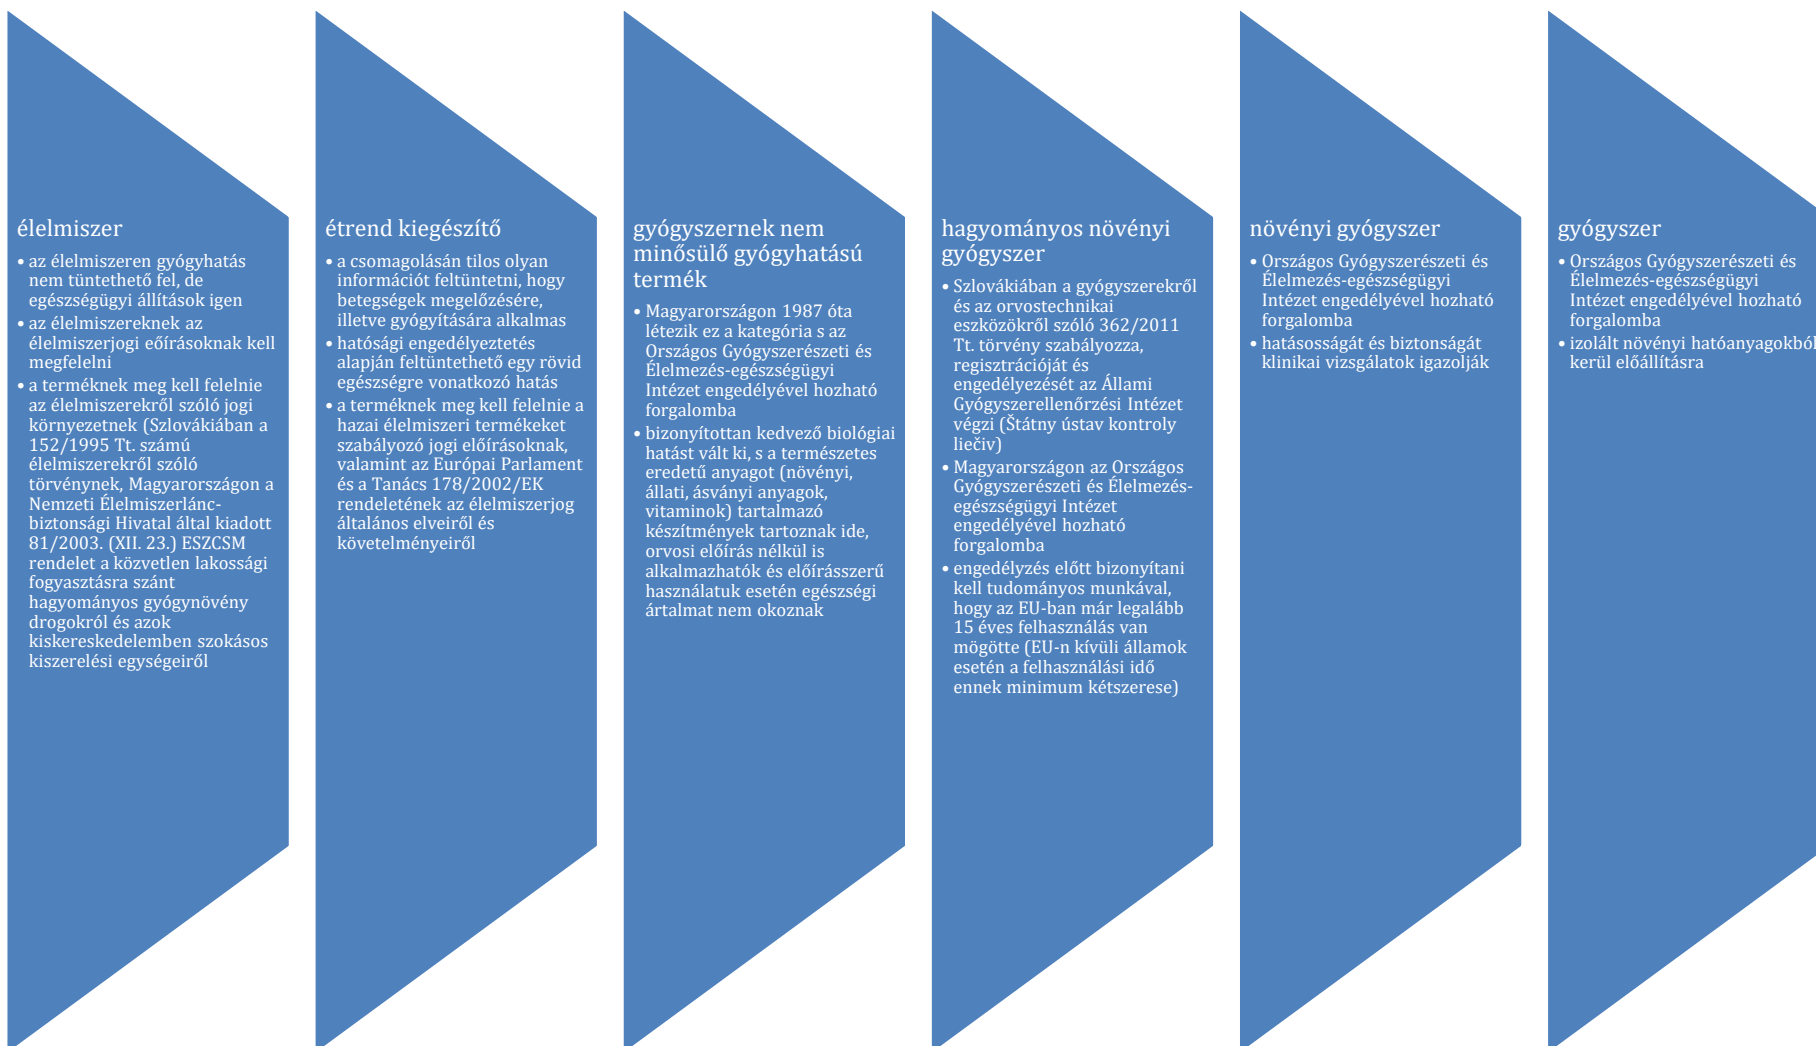 élelmiszer
• az élelmiszeren gyógyhatás
nem tüntethető fel, de
egészségügyi állítások igen
• az élelmiszereknek az
élelmiszerjogi eőírásoknak kell
megfelelni
• a terméknek meg kell felelnie
az élelmiszerekről szóló jogi
környezetnek (Szlovákiában a
152/1995 Tt. számú
élelmiszerekről szóló
törvénynek, Magyarországon a
Nemzeti Élelmiszerlánc-
biztonsági Hivatal által kiadott
81/2003. (XII. 23.) ESZCSM
rendelet a közvetlen lakossági
fogyasztásra szánt
hagyományos gyógynövény
drogokról és azok
kiskereskedelemben szokásos
kiszerelési egységeiről
étrend kiegészítő
• a csomagolásán tilos olyan
információt feltüntetni, hogy
betegségek megelőzésére,
illetve gyógyítására alkalmas
• hatósági engedélyeztetés
alapján feltüntethető egy rövid
egészségre vonatkozó hatás
• a terméknek meg kell felelnie a
hazai élelmiszeri termékeket
szabályozó jogi előírásoknak,
valamint az Európai Parlament
és a Tanács 178/2002/EK
rendeletének az élelmiszerjog
általános elveiről és
követelményeiről
gyógyszernek nem
minősülő gyógyhatású
termék
• Magyarországon 1987 óta
létezik ez a kategória s az
Országos Gyógyszerészeti és
Élelmezés-egészségügyi
Intézet engedélyével hozható
forgalomba
• bizonyítottan kedvező biológiai
hatást vált ki, s a természetes
eredetű anyagot (növényi,
állati, ásványi anyagok,
vitaminok) tartalmazó
készítmények tartoznak ide,
orvosi előírás nélkül is
alkalmazhatók és előírásszerű
használatuk esetén egészségi
ártalmat nem okoznak
hagyományos növényi
gyógyszer
• Szlovákiában a gyógyszerekről
és az orvostechnikai
eszközökről szóló 362/2011
Tt. törvény szabályozza,
regisztrációját és
engedélyezését az Állami
Gyógyszerellenőrzési Intézet
végzi (Štátny ústav kontroly
liečiv)
• Magyarországon az Országos
Gyógyszerészeti és Élelmezés-
egészségügyi Intézet
engedélyével hozható
forgalomba
• engedélyzés előtt bizonyítani
kell tudományos munkával,
hogy az EU-ban már legalább
15 éves felhasználás van
mögötte (EU-n kívüli államok
esetén a felhasználási idő
ennek minimum kétszerese)
növényi gyógyszer
• Országos Gyógyszerészeti és
Élelmezés-egészségügyi
Intézet engedélyével hozható
forgalomba
• hatásosságát és biztonságát
klinikai vizsgálatok igazolják
gyógyszer
• Országos Gyógyszerészeti és
Élelmezés-egészségügyi
Intézet engedélyével hozható
forgalomba
• izolált növényi hatóanyagokból
kerül előállításra